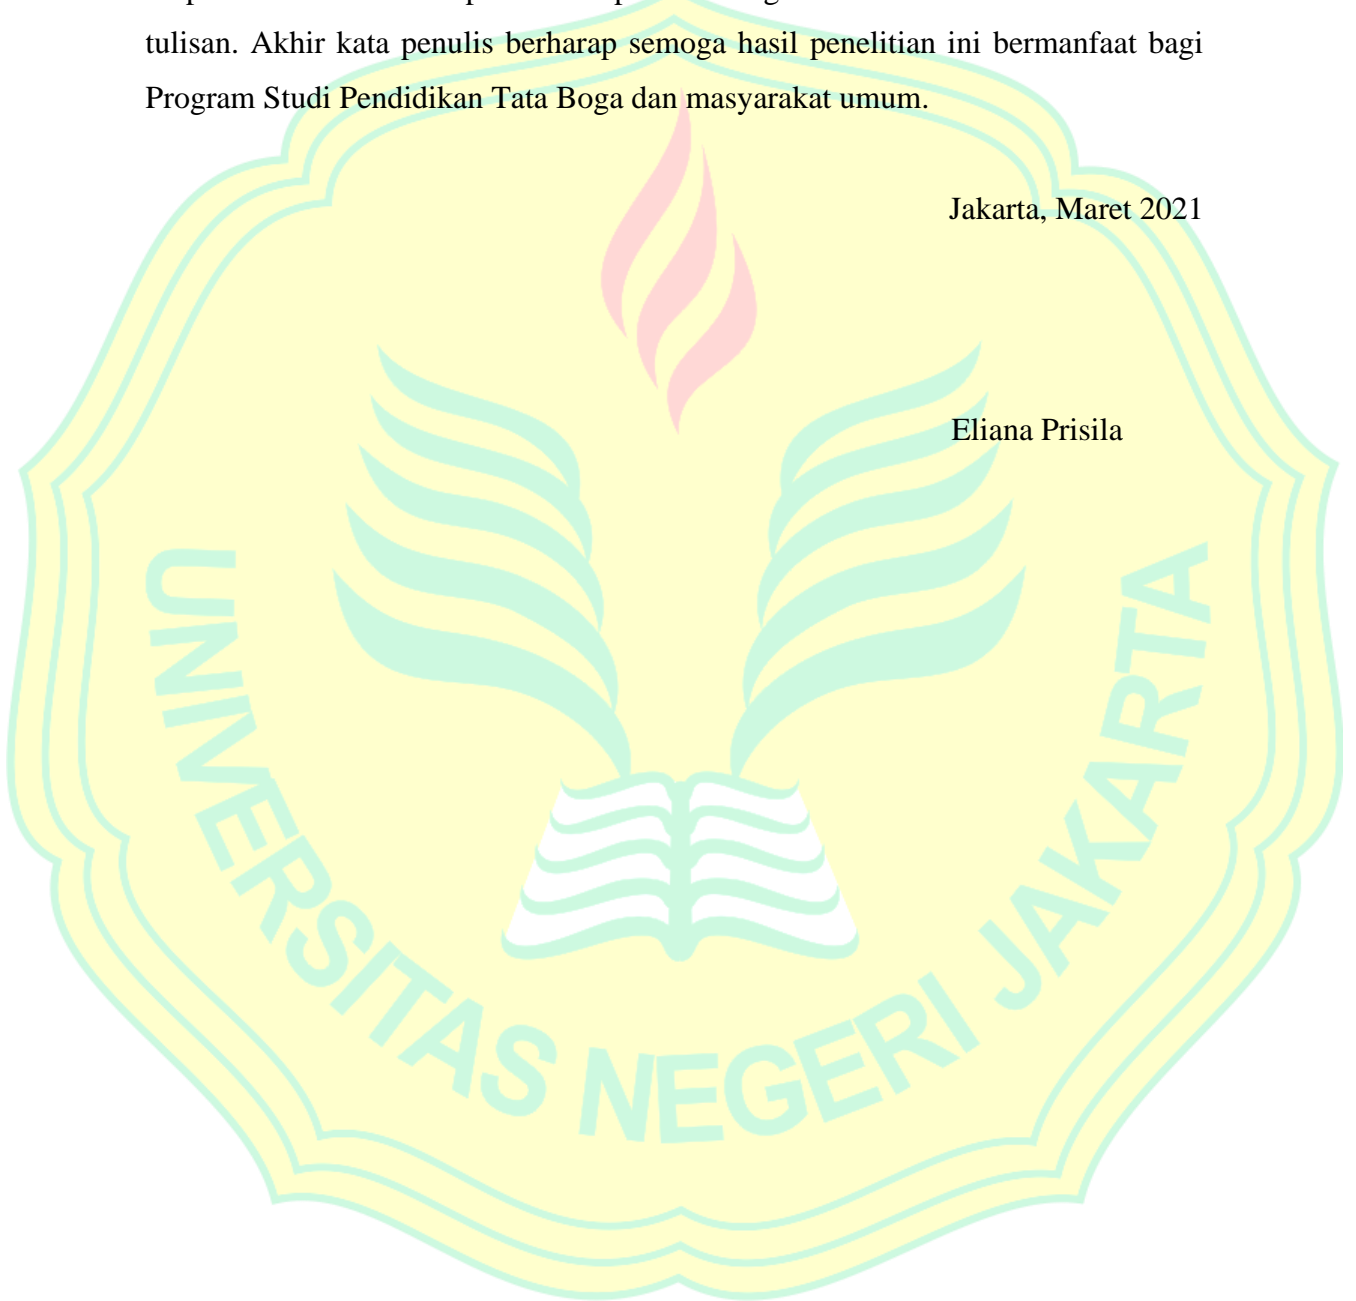 tulisan. Akhir kata penulis berharap semoga hasil penelitian ini bermanfaat bagi
Program Studi Pendidikan Tata Boga dan masyarakat umum.
Jakarta, Maret 2021
Eliana Prisila
UNIVERSITAS NEGERI JAKARTA